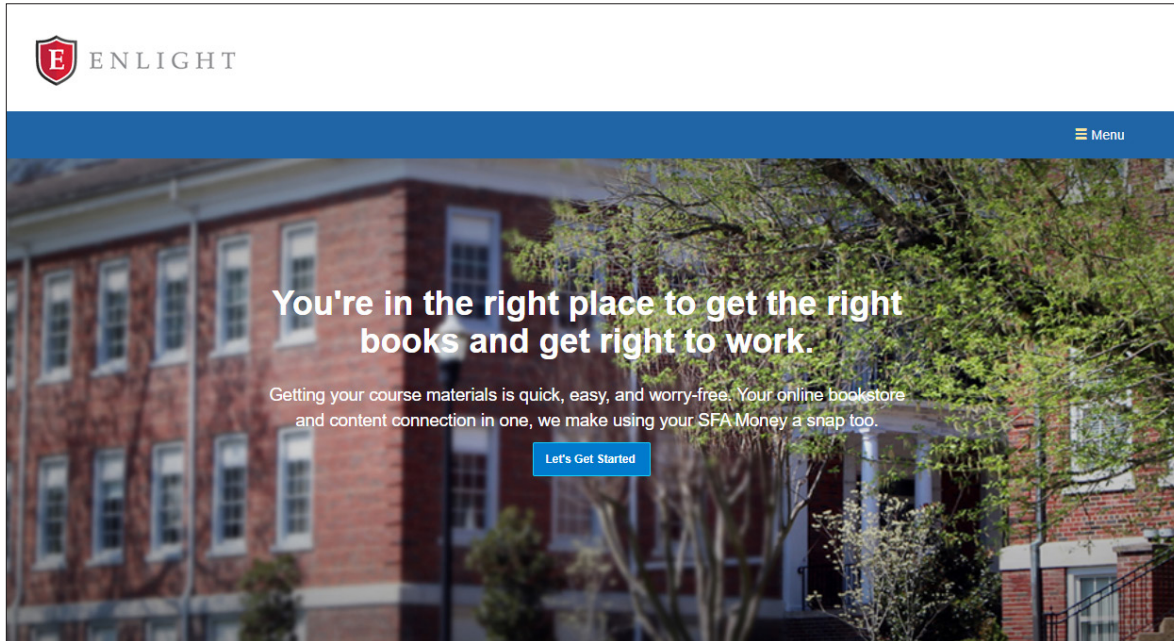 E ENLIGHT
Menu
You're in the right place to get the right
books and get right to work.
Getting your course materials is quick, easy, and worry-free. Your online bookstore
and content connection in one, we make using your SFA Money a snap too.
Let's Get Started